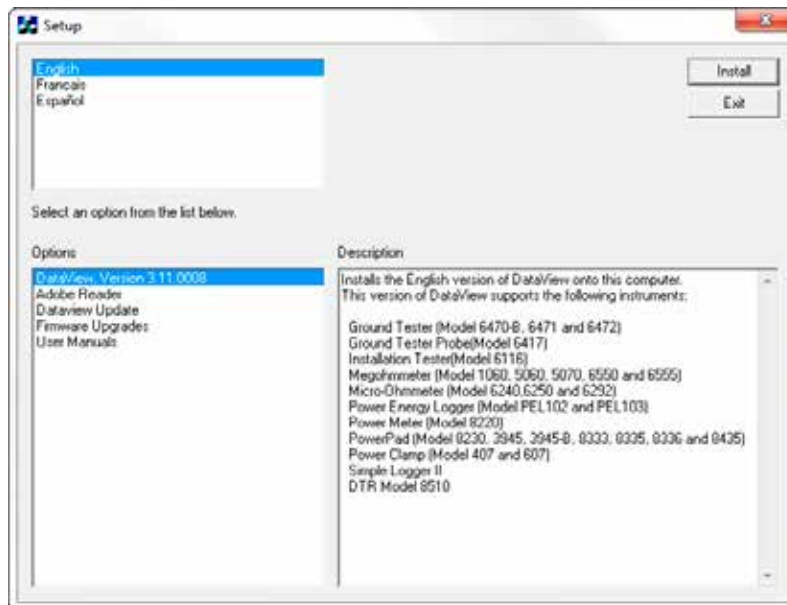 Setup
English
Francais
Español
Install
Exit
Select an option from the list below.
Options
DataView, Version 3.11.0008
Adobe Reader
Dataview Update
Firmware Upgrades
User Manuals
Description
Installs the English version of DataView onto this computer.
This version of DataView supports the following instruments:
Ground Tester (Model 6470-B, 6471 and 6472)
Ground Tester Probe(Model 6417)
Installation Tester(Model 6116)
Megohmmeter (Model 1060, 5060, 5070, 6550 and 6555)
Micro-Ohmmeter (Model 6240,6250 and 6292)
Power Energy Logger (Model PEL102 and PEL103)
Power Meter (Model 8220)
PowerPad (Model 8230, 3945, 3945-B, 8333, 8335, 8336 and 8435)
Power Clamp (Model 407 and 607)
Simple Logger II
DTR Model 8510